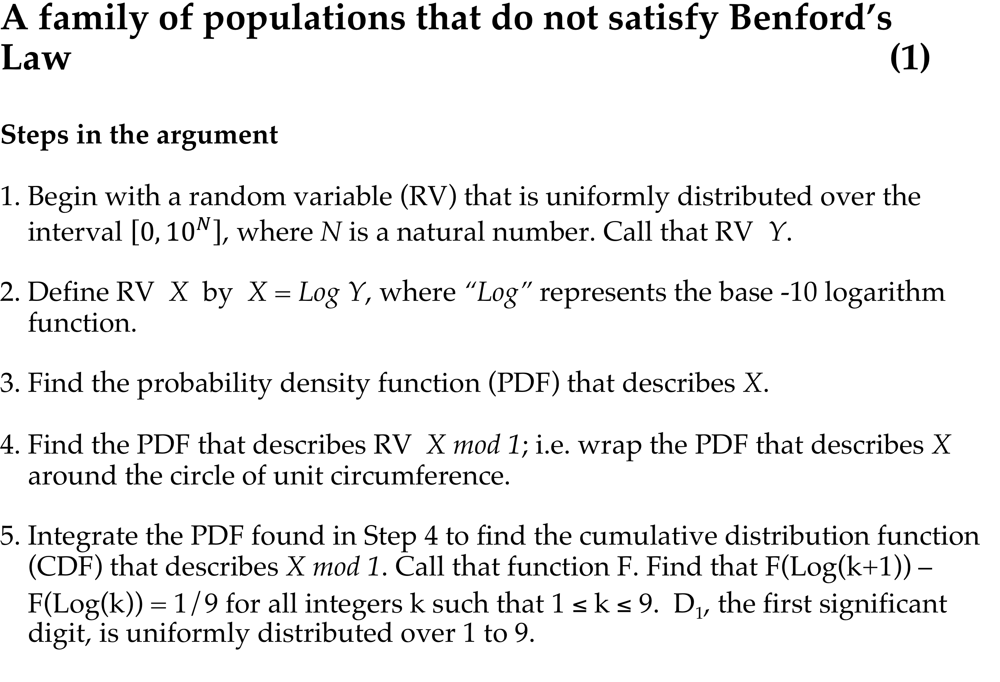 A family of populations that do not satisfy Benford's
Law (1)
Steps in the argument
1. Begin with a random variable (RV) that is uniformly distributed over the
interval [0, 10^N], where N is a natural number. Call that RV Y.
2. Define RV X by X = Log Y, where “Log” represents the base -10 logarithm
function.
3. Find the probability density function (PDF) that describes X.
4. Find the PDF that describes RV X mod 1; i.e. wrap the PDF that describes X
around the circle of unit circumference.
5. Integrate the PDF found in Step 4 to find the cumulative distribution function
(CDF) that describes X mod 1. Call that function F. Find that F(Log(k+1)) –
F(Log(k)) = 1/9 for all integers k such that 1 ≤ k ≤ 9. D₁, the first significant
digit, is uniformly distributed over 1 to 9.